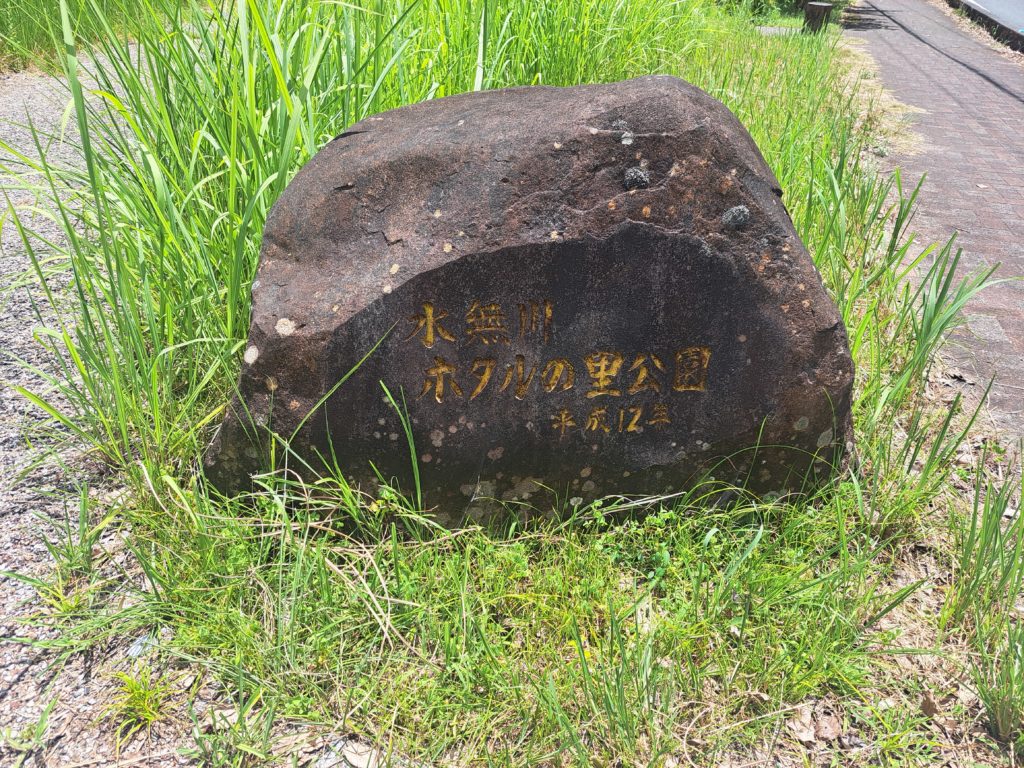 水無川
ホタルの里公園
平成12年